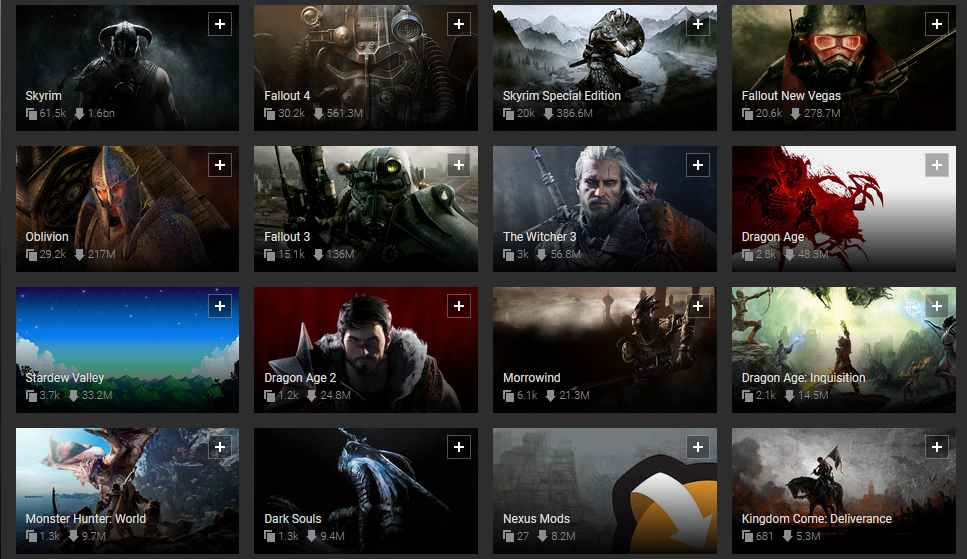 Skyrim
61.5k 1.6bn
Fallout 4
30.2k 561.3M
Skyrim Special Edition
20k 386.6M
Fallout New Vegas
20.6k 278.7M
Oblivion
29.2k 217M
Fallout 3
15.1k 136M
The Witcher 3
3k 56.8M
Dragon Age
2.8k 48.3M
Stardew Valley
3.7k 33.2M
Dragon Age 2
1.2k 24.8M
Morrowind
6.1k 21.3M
Dragon Age: Inquisition
2.1k 14.5M
Monster Hunter: World
1.3k 9.7M
Dark Souls
1.3k 9.4M
Nexus Mods
27 8.2M
Kingdom Come: Deliverance
681 5.3M